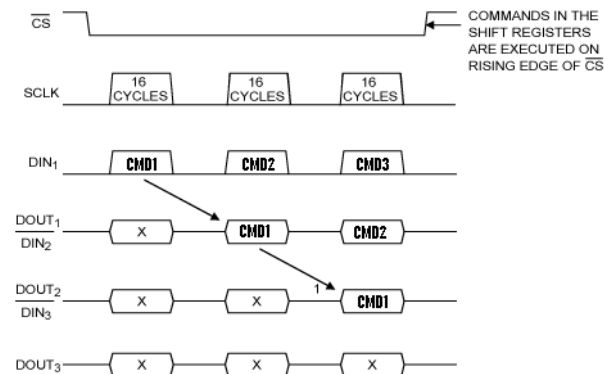 CS
COMMANDS IN THE
SHIFT REGISTERS
ARE EXECUTED ON
RISING EDGE OF CS
SCLK
16
CYCLES
16
CYCLES
16
CYCLES
DIN1
CMD1
CMD2
CMD3
DOUT1
DIN2
X
CMD1
CMD2
DOUT2
DIN3
X
X
1
CMD1
DOUT3
X
X
X